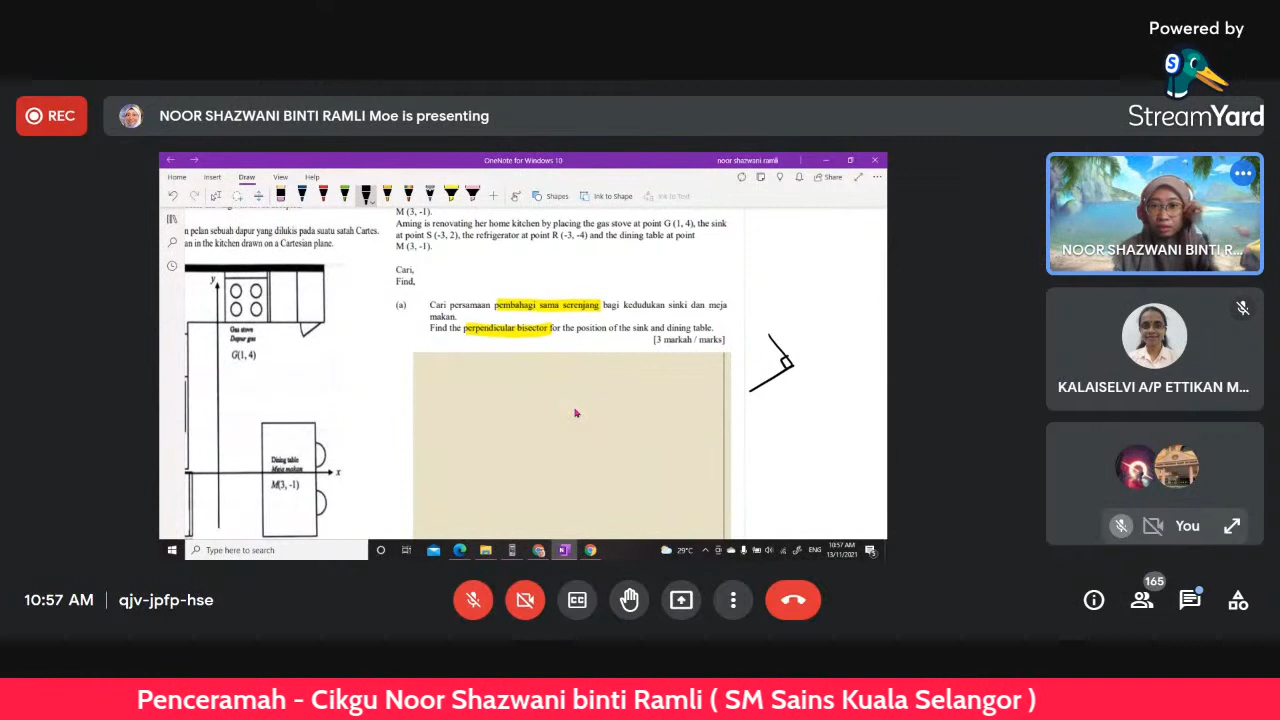 Powered by
S
StreamYard
REC
NOOR SHAZWANI BINTI RAMLI Moe is presenting
OneNote for Windows 10
noor shazwani ramli
Home Insert Draw View Help
Share
Shapes
Ink to Shape
Ink to Text
n pelan sebuah dapur yang dilukis pada suatu satah Cartes.
an in the kitchen drawn on a Cartesian plane.
y
Gas stove
Dapur gas
G(1, 4)
Dining table
Meja makan
x
M(3, -1)
M (3, -1).
Aming is renovating her home kitchen by placing the gas stove at point G (1, 4), the sink
at point S (-3, 2), the refrigerator at point R (-3, -4) and the dining table at point
M (3, -1).
Cari,
Find,
(a) Cari persamaan pembahagi sama serenjang bagi kedudukan sinki dan meja
makan.
Find the perpendicular bisector for the position of the sink and dining table.
[3 markah / marks]
Type here to search
29°C
ENG
10:57 AM
13/11/2021
NOOR SHAZWANI BINTI R...
KALAISELVI A/P ETTIKAN M...
You
10:57 AM
qjv-jpfp-hse
165
Penceramah - Cikgu Noor Shazwani binti Ramli ( SM Sains Kuala Selangor )